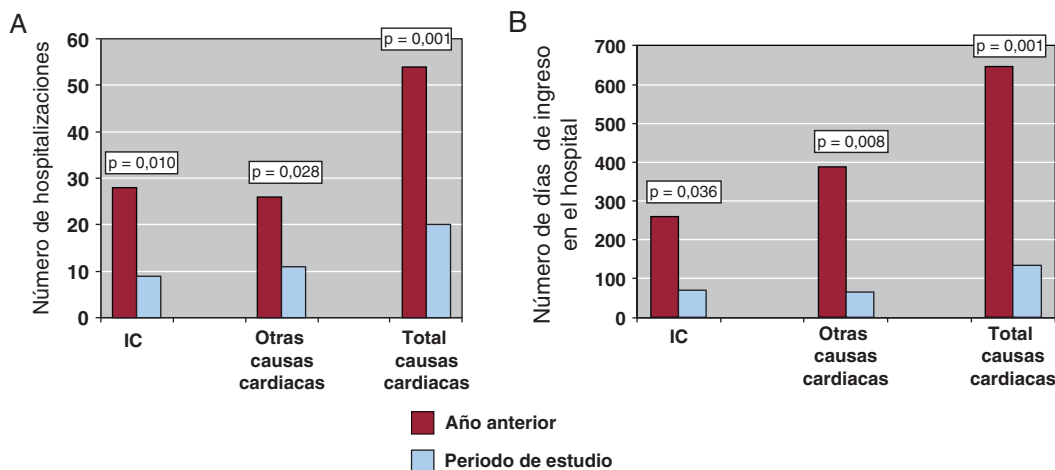 A
Número de hospitalizaciones
60
50
40
30
20
10
0
p = 0,010
p = 0,028
p = 0,001
IC
Otras
causas
cardiacas
Total
causas
cardiacas
B
Número de días de ingreso
en el hospital
700
600
500
400
300
200
100
0
p = 0,036
p = 0,008
p = 0,001
IC
Otras
causas
cardiacas
Total
causas
cardiacas
Año anterior
Periodo de estudio